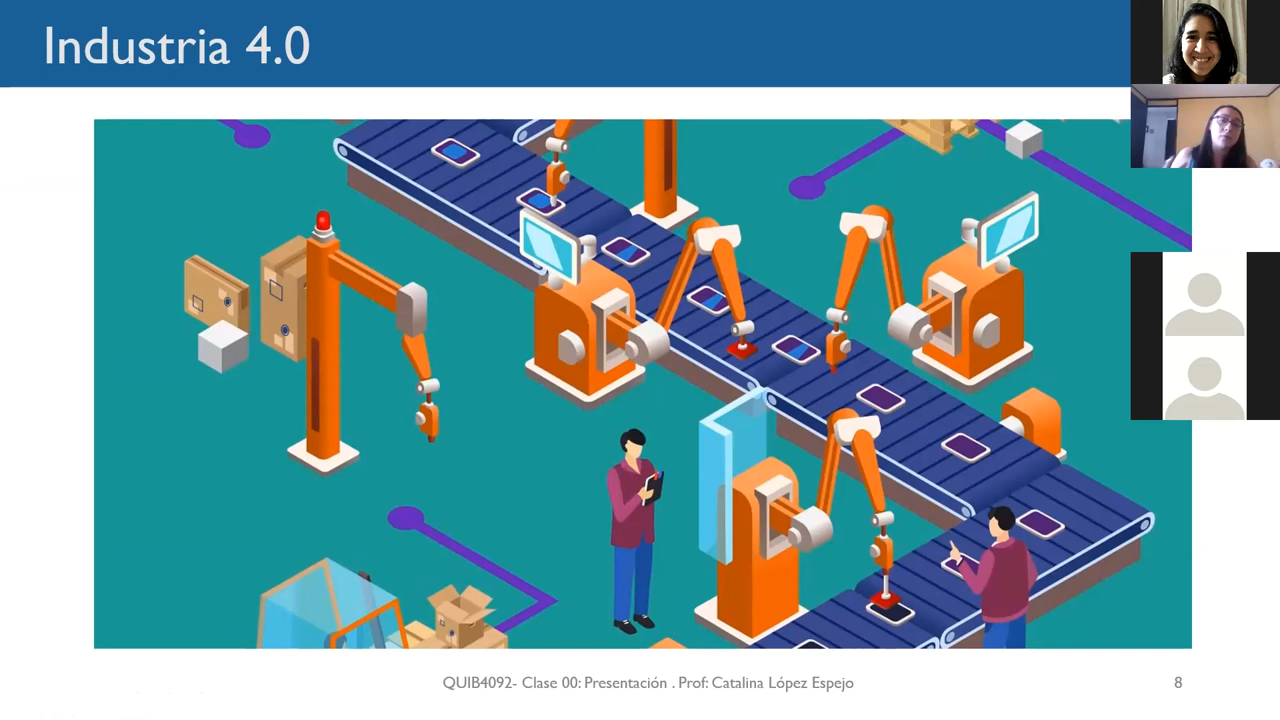 Industria 4.0
QUIB4092- Clase 00: Presentación . Prof: Catalina López Espejo
8